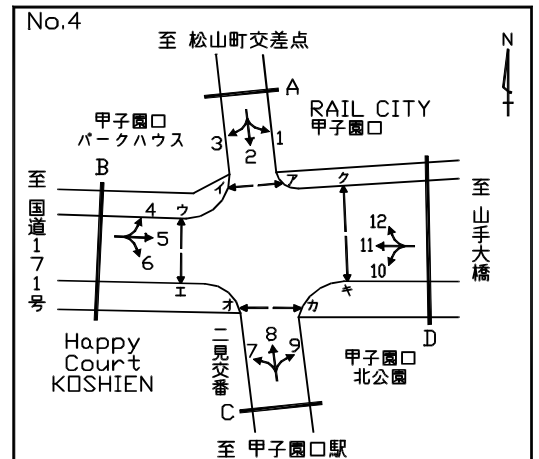 No.4
至 松山町交差点
N
A
RAIL CITY
甲子園口
甲子園口
パークハウス
3
2
1
B
イ
ア
ク
至国道171号
至山手大橋
4
ウ
5
6
12
11
10
エ
オ
カ
キ
Happy
Court
KOSHIEN
二見交番
7
8
9
甲子園口
北公園
D
C
至 甲子園口駅